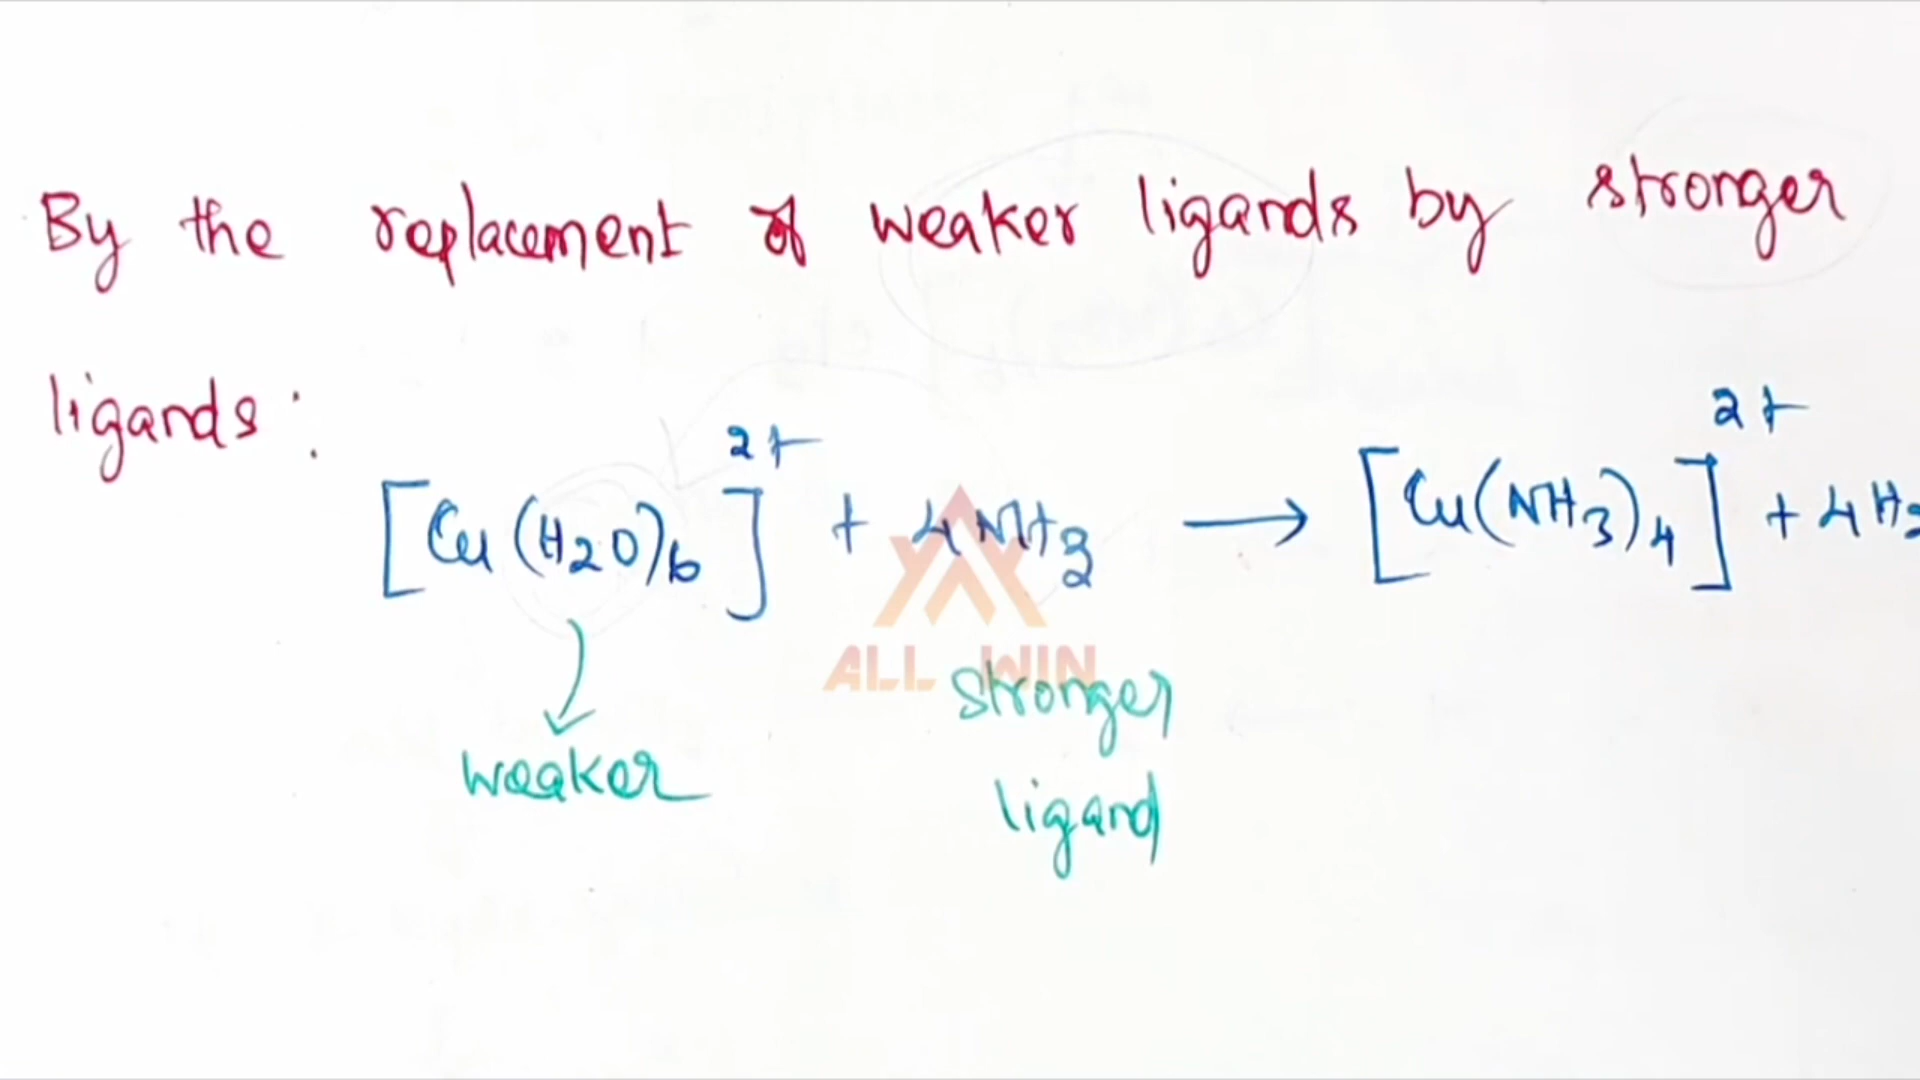 By the replacement of weaker ligands by stronger
ligands:
[Cu(H2O)6]2+ + 4NH3 → [Cu(NH3)4]2+ + 4H2
ALL WIN
weaker
stronger
ligand